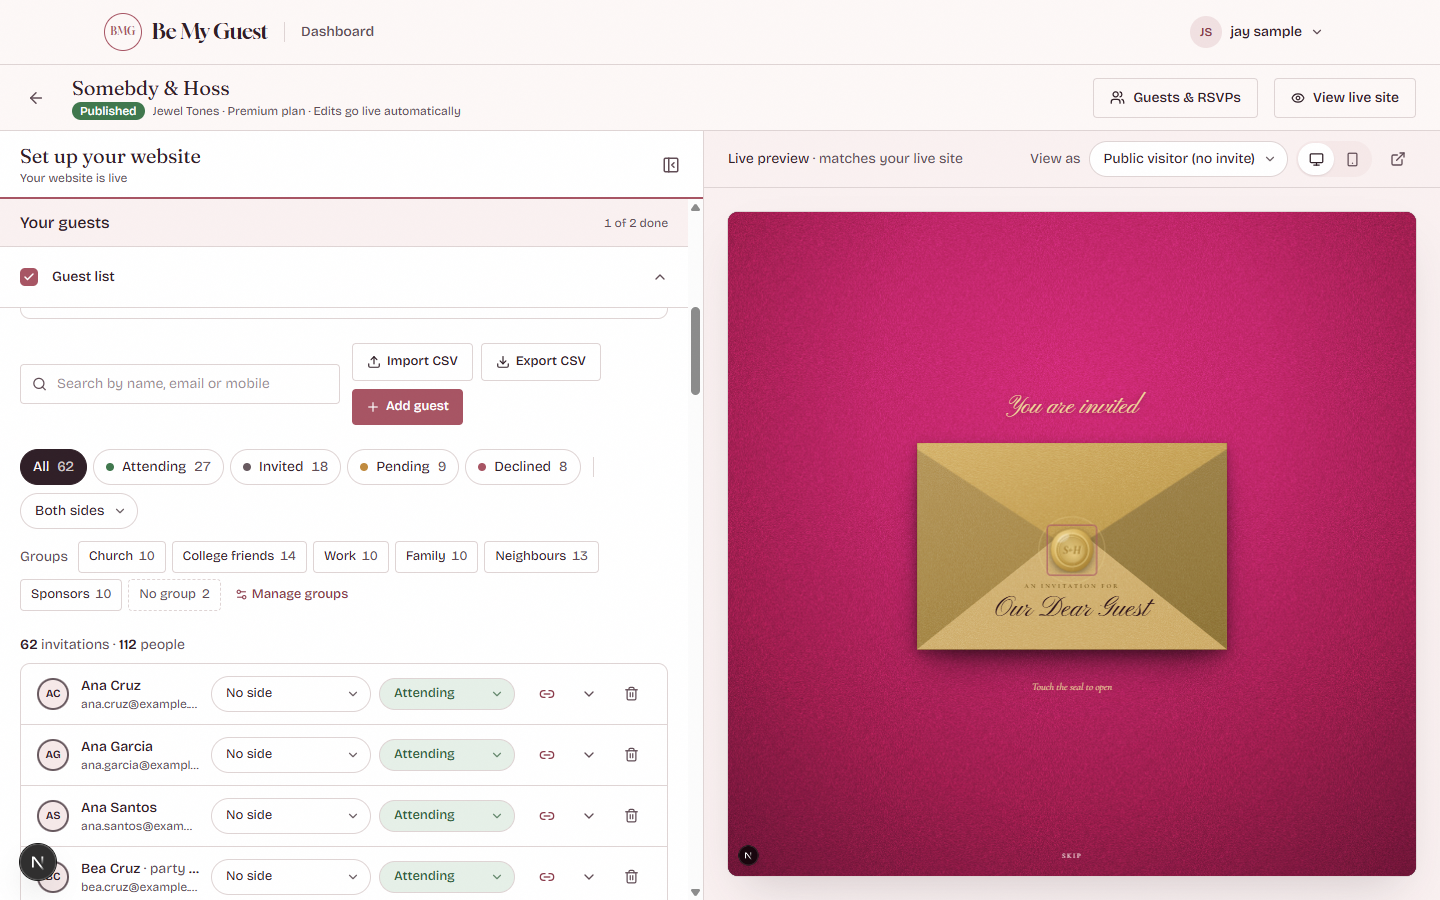 BMG Be My Guest Dashboard JS jay sample
Somebdy & Hoss
Published Jewel Tones · Premium plan · Edits go live automatically
Guests & RSVPs View live site
Set up your website
Your website is live
Live preview · matches your live site View as Public visitor (no invite)
Your guests 1 of 2 done
Guest list
Search by name, email or mobile
Import CSV Export CSV
Add guest
All 62 Attending 27 Invited 18 Pending 9 Declined 8
Both sides
Groups Church 10 College friends 14 Work 10 Family 10 Neighbours 13
Sponsors 10 No group 2 Manage groups
62 invitations · 112 people
AC Ana Cruz No side Attending
ana.cruz@example....
AG Ana Garcia No side Attending
ana.garcia@exampl...
AS Ana Santos No side Attending
ana.santos@exam...
BC Bea Cruz · party ... No side Attending
bea.cruz@example....
N
You are invited
S H
AN INVITATION FOR
Our Dear Guest
Touch the seal to open
N
SKIP